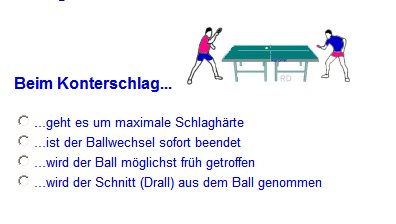 Beim Konterschlag...
RD
...geht es um maximale Schlaghärte
...ist der Ballwechsel sofort beendet
...wird der Ball möglichst früh getroffen
...wird der Schnitt (Drall) aus dem Ball genommen